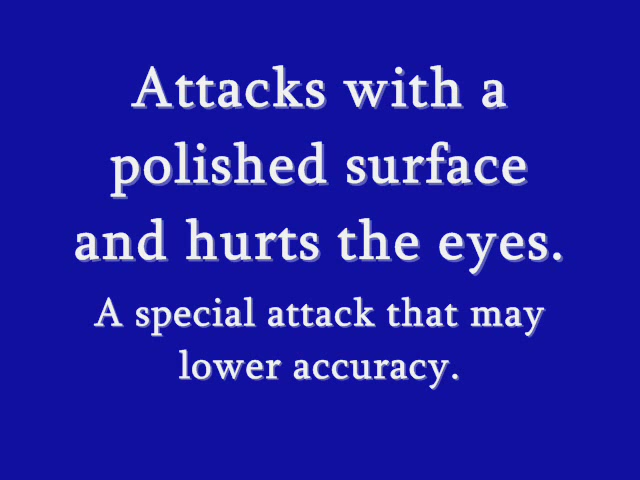 Attacks with a
polished surface
and hurts the eyes.
A special attack that may
lower accuracy.